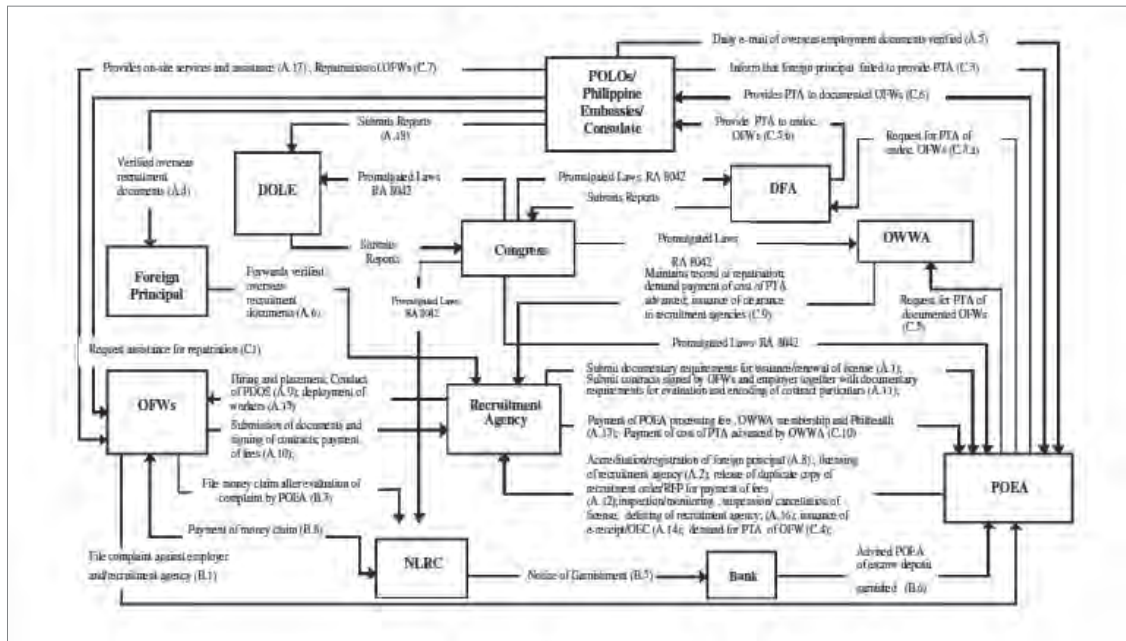 Daily e-mail of overseas employment documents verified (A.5)
Provides on-site services and assistance (A.17), Repatriation of OFWs (C.7)
POLOs/
Philippine
Embassies/
Consulate
Inform that foreign principal failed to provide PTA (C.3)
Provides PTA to documented OFWs (C.6)
Submits Reports
(A.18)
Provide PTA to undoc.
OFWs
Request for PTA of
undoc. OFWs
Verified overseas
recruitment
documents
DOLE
Promulgated Laws
RA 8042
Promulgated Laws RA 8042
Submits Reports
DFA
Submits
Reports
Congress
Promulgated Laws
RA 8042
OWWA
Foreign
Principal
Forwards verified
overseas
recruitment
documents (A.6)
Promulgated Laws
RA 8042
Maintains record of repatriation;
demand payment of cost of PTA
advanced; issuance of clearance
to recruitment agencies (C.9)
Request for PTA of
documented OFWs
Promulgated Laws RA 8042
Request assistance for repatriation (C.1)
OFWs
Hiring and placement; Conduct
of PDOS (A.9); deployment of
workers
Submission of documents and
signing of contracts; payment
of fees (A.10);
Recruitment
Agency
Submit documentary requirements for issuance/renewal of license (A.1);
Submit contracts signed by OFWs and employer together with documentary
requirements for evaluation and encoding of contract particulars (A.11);
Payment of POEA processing fee, OWWA membership and Philhealth
Payment of cost of PTA advanced by OWWA (C.10)
Accreditation/registration of foreign principal (A.8); licensing
of recruitment agency (A.2); release of duplicate copy of
recruitment order/RFP for payment of fees
(A.12); inspection/monitoring, suspension/ cancellation of
license; delisting of recruitment agency; (A.16); issuance of
e-receipt/OEC (A.14); demand for PTA of OFW (C.4);
POEA
File money claim after evaluation of
complaint by POEA
Payment of money claim (B.8)
File complaint against employer
and/recruitment agency (B.1)
NLRC
Notice of Garnishment (B.5)
Bank
Advised POEA
of escrow deposit
garnished (B.6)